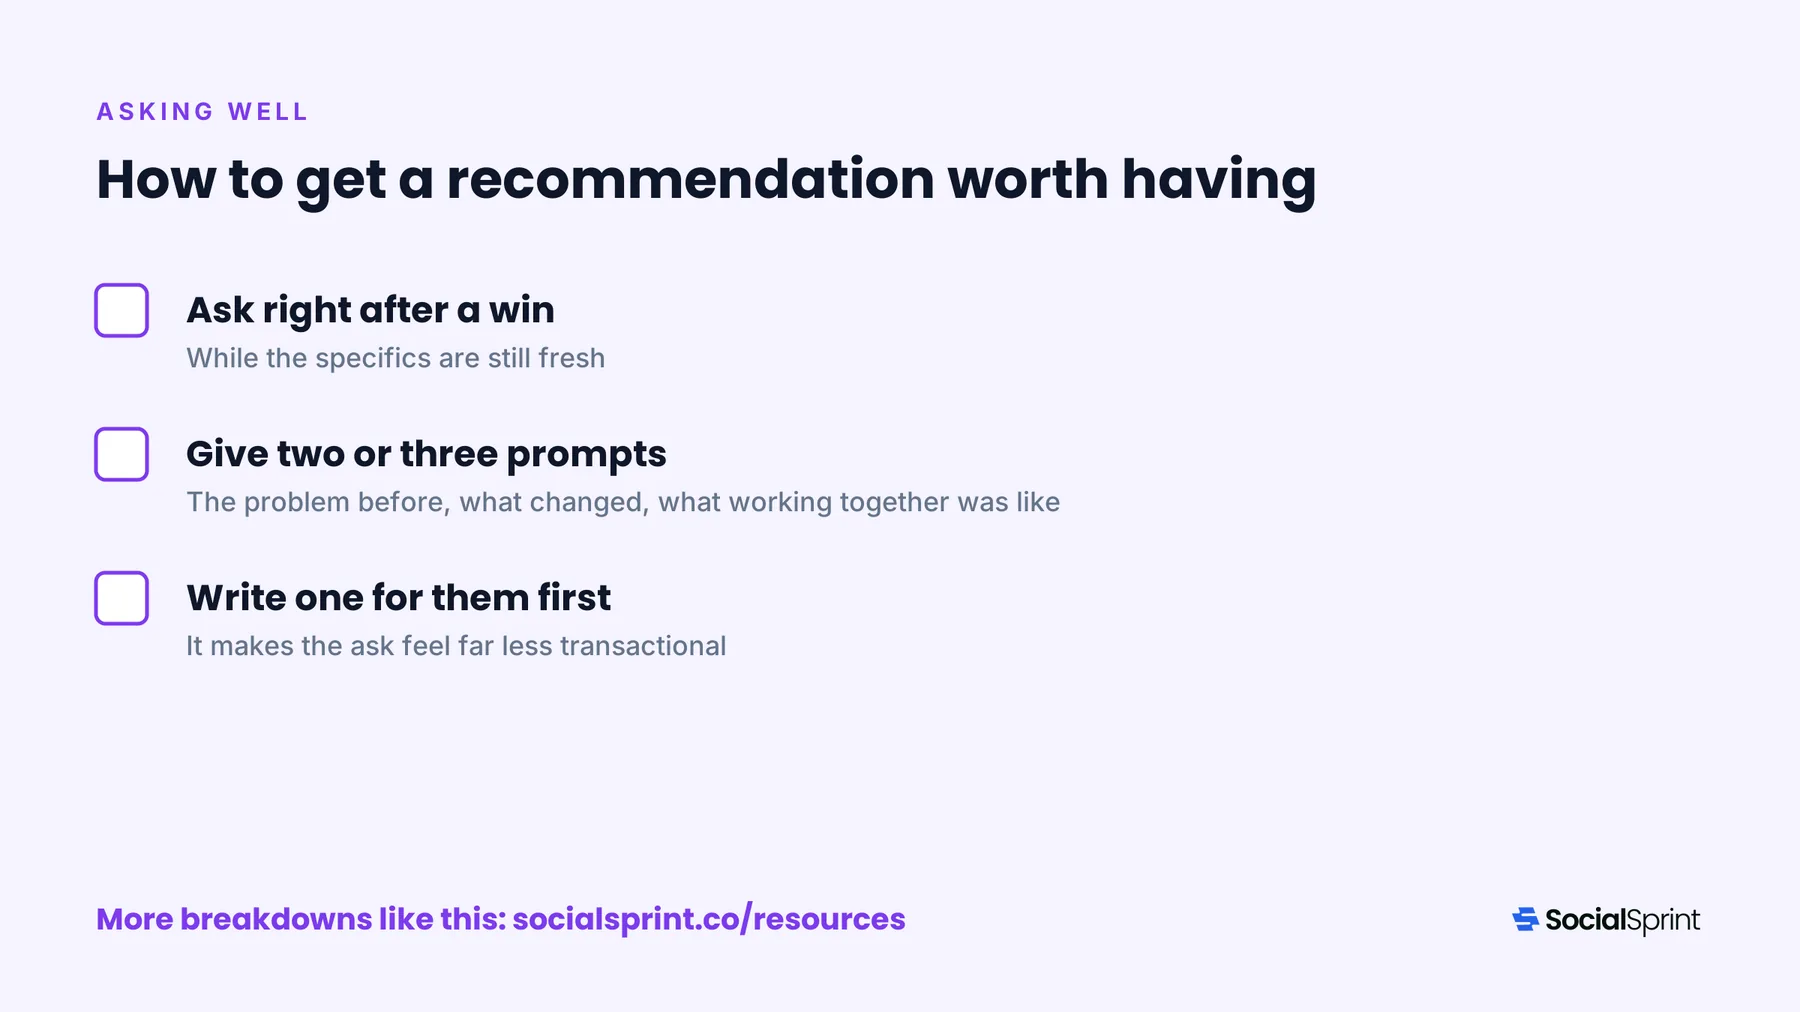 ASKING WELL
How to get a recommendation worth having
Ask right after a win
While the specifics are still fresh
Give two or three prompts
The problem before, what changed, what working together was like
Write one for them first
It makes the ask feel far less transactional
More breakdowns like this: socialsprint.co/resources
SocialSprint